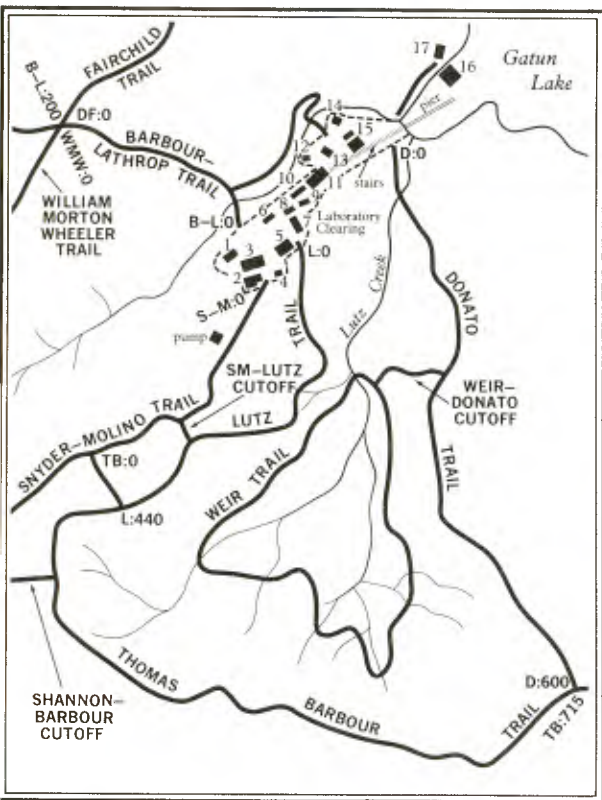 17
16
Gatun
Lake
FAIRCHILD
TRAIL
B–L:200
DF:0
WMW:0
BARBOUR–
LATHROP TRAIL
WILLIAM
MORTON
WHEELER
TRAIL
pier
14
15
12
13
D:0
stairs
10
11
8
9
6
B–L:0
Laboratory
Clearing
1
3
5
L:0
2
4
S–M:0
pump
TRAIL
Lutz Creek
DONATO
SM–LUTZ
CUTOFF
WEIR–
DONATO
CUTOFF
SNYDER–MOLINO TRAIL
LUTZ
TB:0
WEIR TRAIL
TRAIL
L:440
SHANNON–
BARBOUR
CUTOFF
THOMAS
BARBOUR
TRAIL
D:600
TB:715